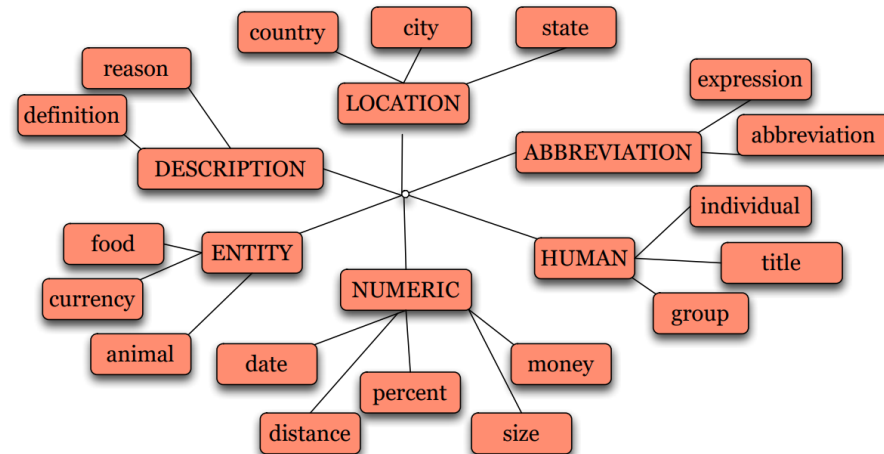 country
city
state
reason
LOCATION
expression
definition
abbreviation
DESCRIPTION
ABBREVIATION
individual
food
ENTITY
HUMAN
title
currency
NUMERIC
group
animal
date
money
percent
distance
size